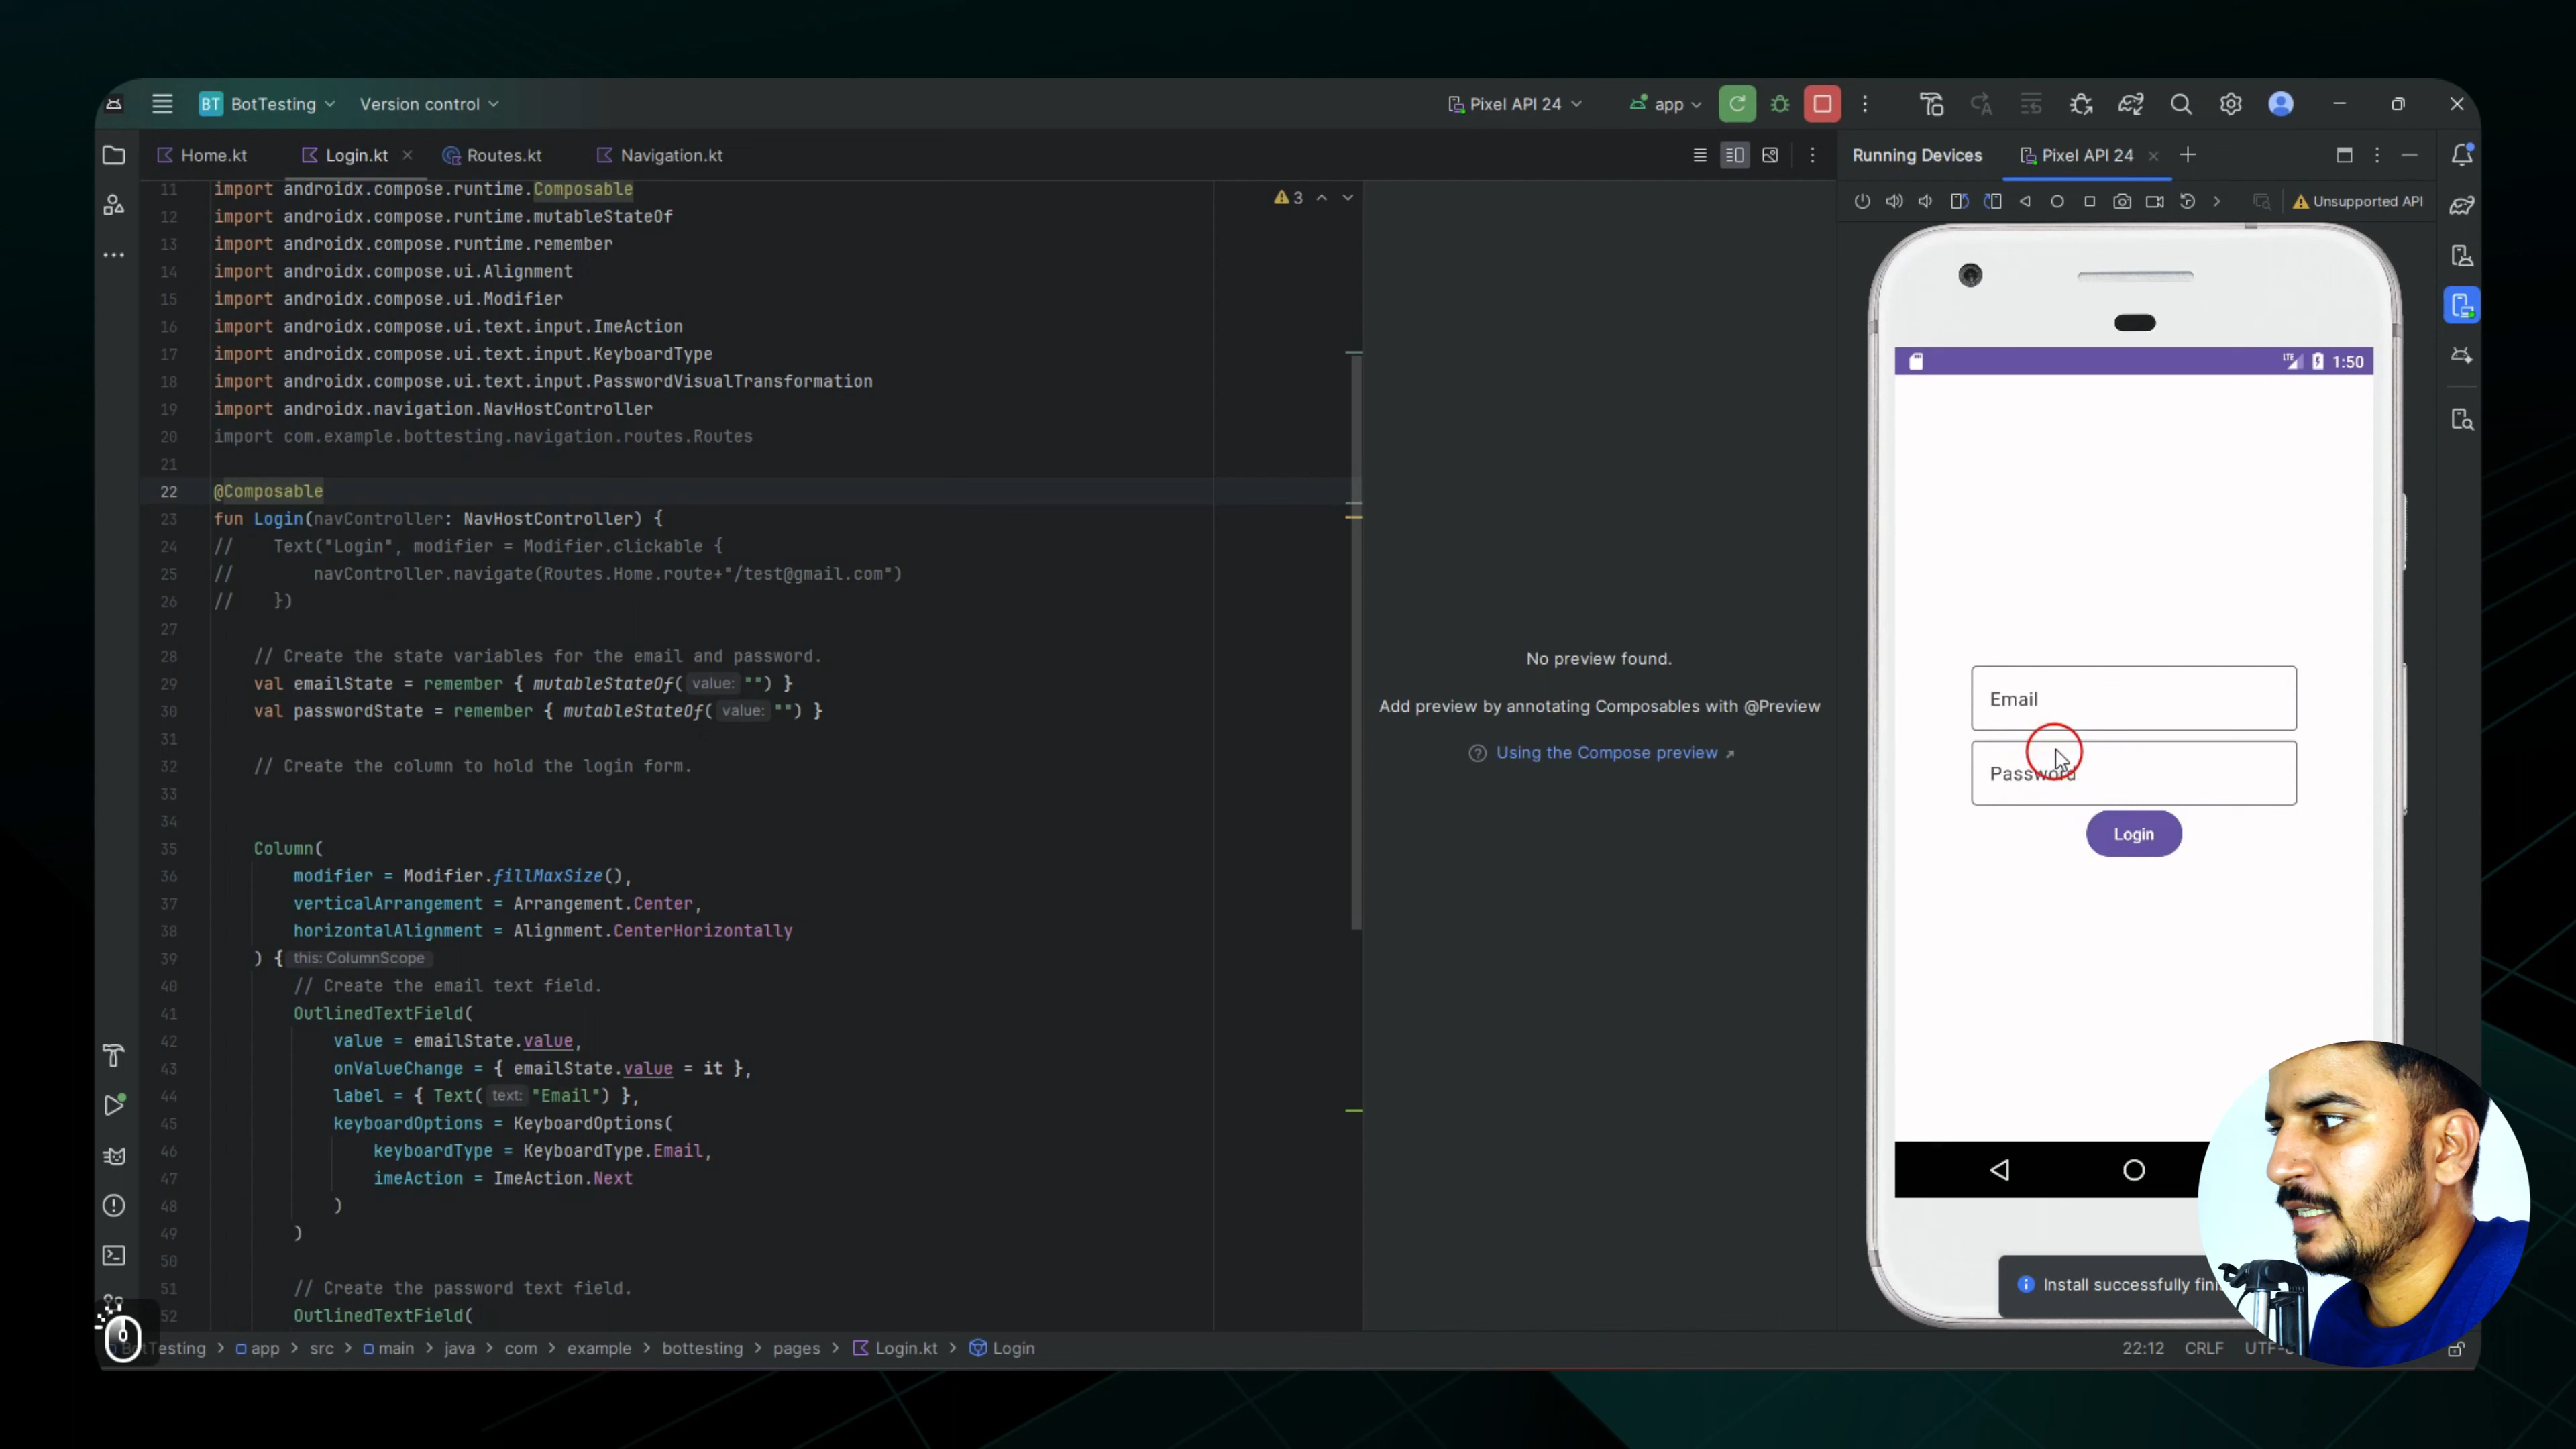 BT BotTesting Version control Pixel API 24 app
Home.kt Login.kt Routes.kt Navigation.kt Running Devices Pixel API 24
Unsupported API
3
11 import androidx.compose.runtime.Composable
12 import androidx.compose.runtime.mutableStateOf
13 import androidx.compose.runtime.remember
14 import androidx.compose.ui.Alignment
15 import androidx.compose.ui.Modifier
16 import androidx.compose.ui.text.input.ImeAction
17 import androidx.compose.ui.text.input.KeyboardType
18 import androidx.compose.ui.text.input.PasswordVisualTransformation
19 import androidx.navigation.NavHostController
20 import com.example.bottesting.navigation.routes.Routes
21
22 @Composable
23 fun Login(navController: NavHostController) {
24 // Text("Login", modifier = Modifier.clickable {
25 // navController.navigate(Routes.Home.route+"/test@gmail.com")
26 // })
27
28 // Create the state variables for the email and password.
29 val emailState = remember { mutableStateOf( value: "") }
30 val passwordState = remember { mutableStateOf( value: "") }
31
32 // Create the column to hold the login form.
33
34
35 Column(
36 modifier = Modifier.fillMaxSize(),
37 verticalArrangement = Arrangement.Center,
38 horizontalAlignment = Alignment.CenterHorizontally
39 ) { this: ColumnScope
40 // Create the email text field.
41 OutlinedTextField(
42 value = emailState.value,
43 onValueChange = { emailState.value = it },
44 label = { Text( text: "Email") },
45 keyboardOptions = KeyboardOptions(
46 keyboardType = KeyboardType.Email,
47 imeAction = ImeAction.Next
48 )
49 )
50
51 // Create the password text field.
52 OutlinedTextField(
No preview found.
Add preview by annotating Composables with @Preview
Using the Compose preview
LTE 1:50
Email
Password
Login
Install successfully fini
BotTesting > app > src > main > java > com > example > bottesting > pages > Login.kt > Login
22:12 CRLF UTF-8